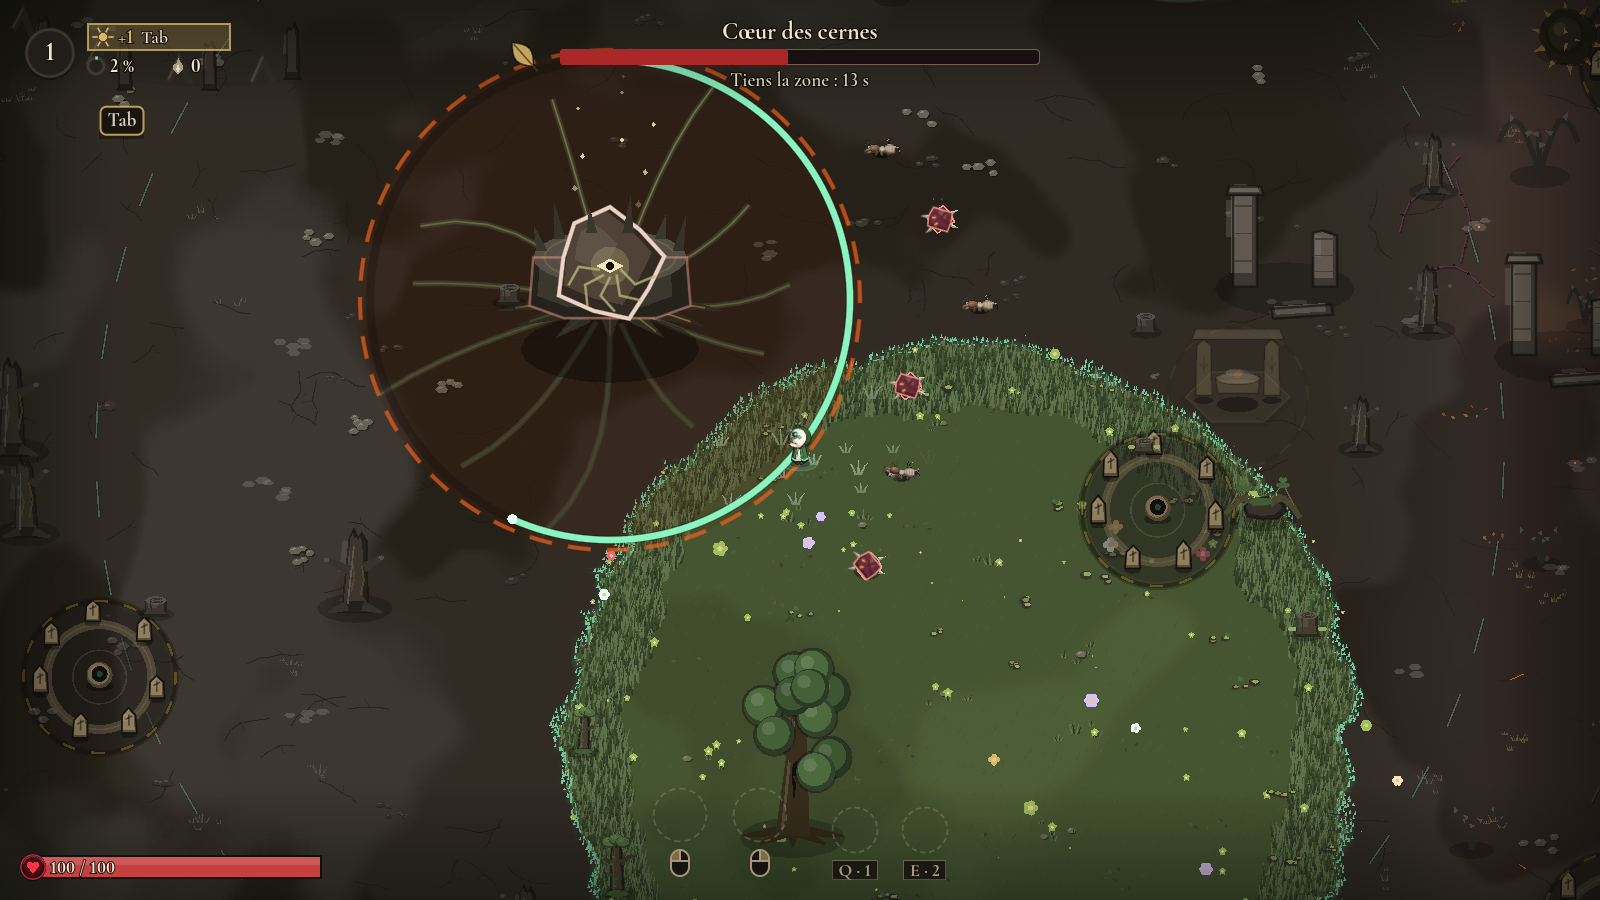 1
+1 Tab
2 %
0
Tab
Cœur des cernes
Tiens la zone : 13 s
100 / 100
Q · 1
E · 2